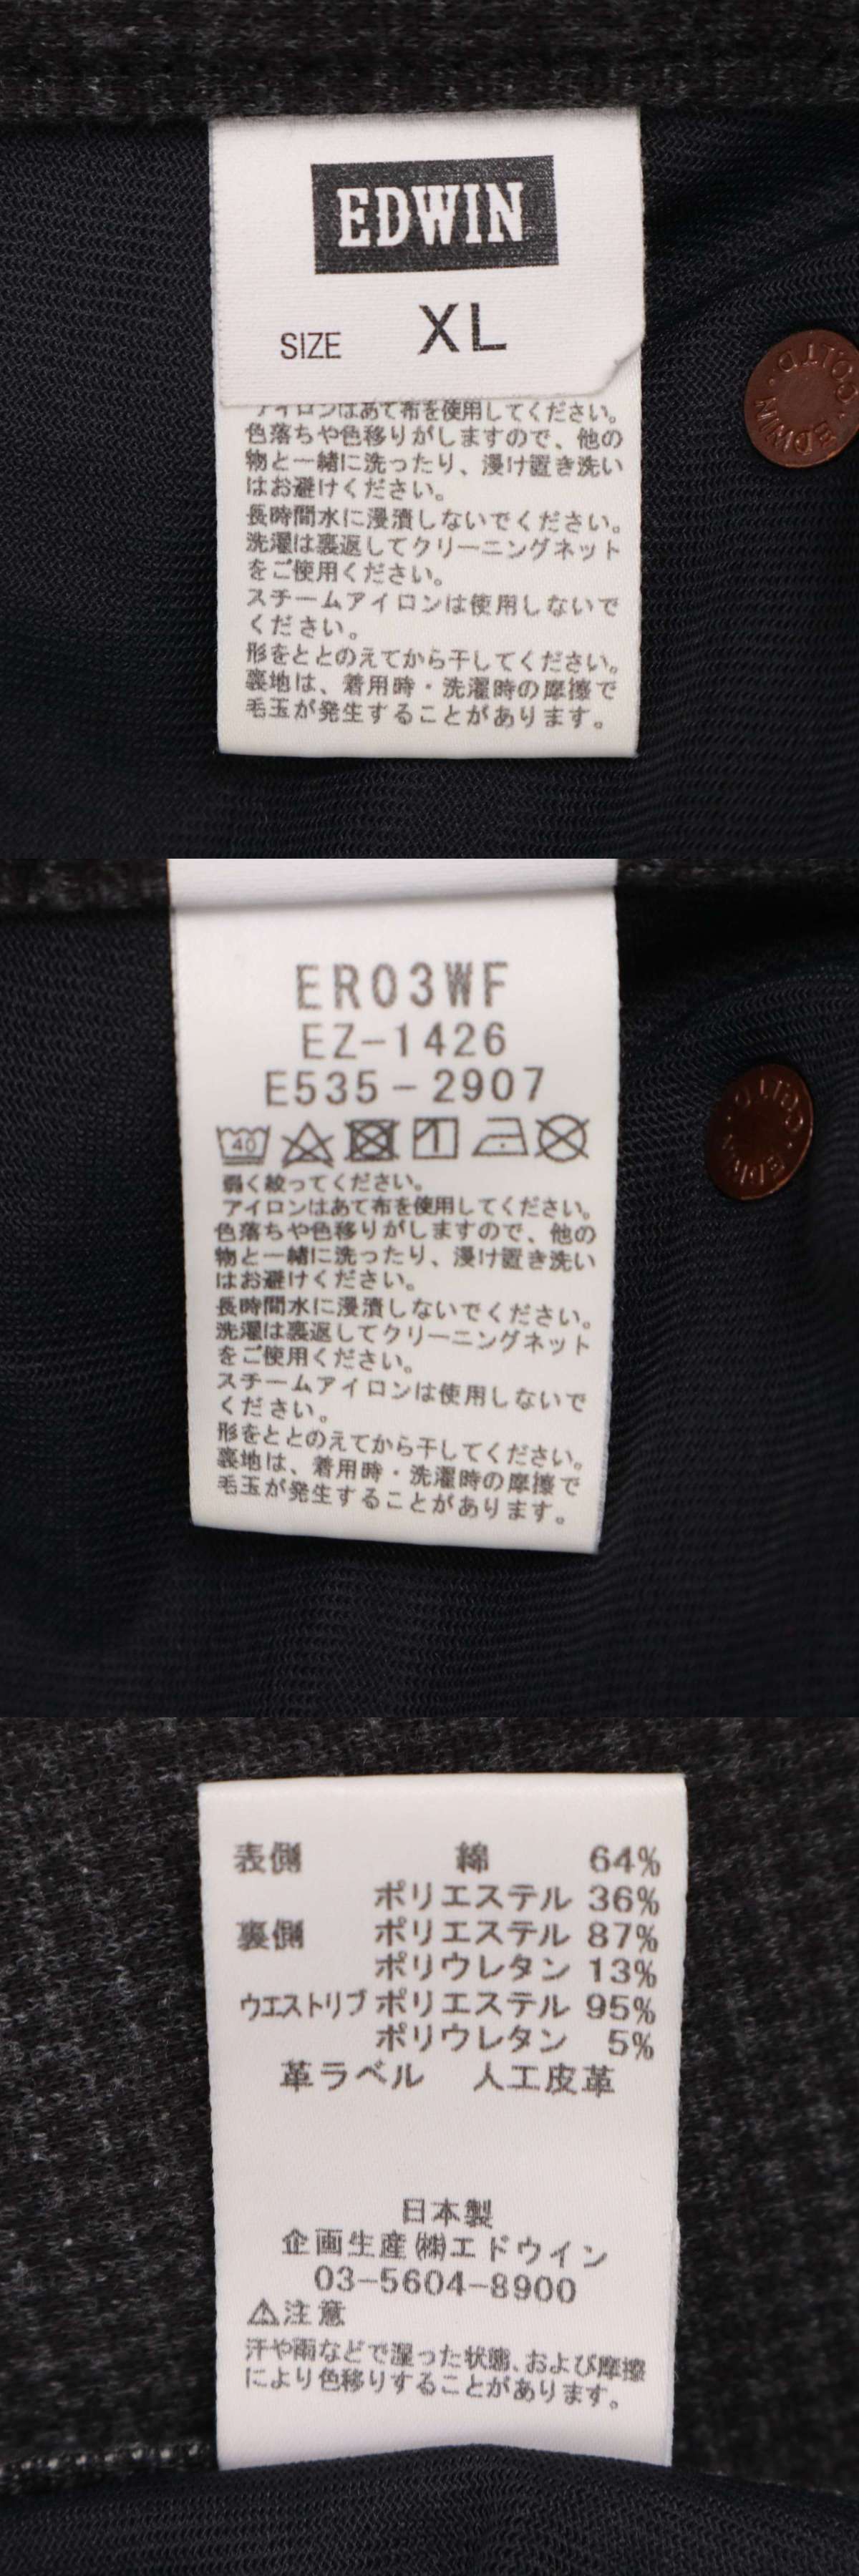 EDWIN
SIZE XL
アイロンはあて布を使用してください。
色落ちや色移りがしますので、他の
物と一緒に洗ったり、浸け置き洗い
はお避けください。
長時間水に浸漬しないでください。
洗濯は裏返してクリーニングネット
をご使用ください。
スチームアイロンは使用しないで
ください。
形をととのえてから干してください。
裏地は、着用時・洗濯時の摩擦で
毛玉が発生することがあります。
EDWIN CO.LTD.
ER03WF
EZ-1426
E535-2907
40
弱く絞ってください。
アイロンはあて布を使用してください。
色落ちや色移りがしますので、他の
物と一緒に洗ったり、浸け置き洗い
はお避けください。
長時間水に浸漬しないでください。
洗濯は裏返してクリーニングネット
をご使用ください。
スチームアイロンは使用しないで
ください。
形をととのえてから干してください。
裏地は、着用時・洗濯時の摩擦で
毛玉が発生することがあります。
表側 綿 64%
ポリエステル 36%
裏側 ポリエステル 87%
ポリウレタン 13%
ウエストリブ ポリエステル 95%
ポリウレタン 5%
革ラベル 人工皮革
日本製
企画生産㈱エドウイン
03-5604-8900
⚠注意
汗や雨などで湿った状態、および摩擦
により色移りすることがあります。